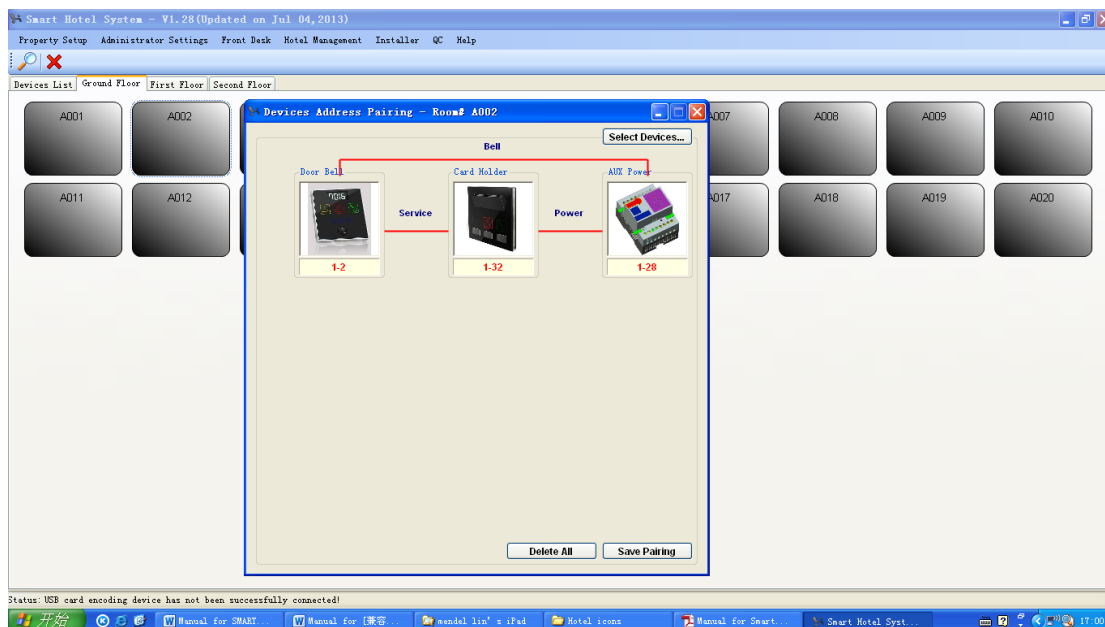 Smart Hotel System - V1.28(Updated on Jul 04,2013)
Property Setup Administrator Settings Front Desk Hotel Management Installer QC Help
Devices List Ground Floor First Floor Second Floor
A001 A002 A007 A008 A009 A010
A011 A012 A017 A018 A019 A020
Devices Address Pairing - Room# A002
Select Devices...
Bell
Door Bell Card Holder AUX Power
Service Power
1-2 1-32 1-28
Delete All Save Pairing
Status: USB card encoding device has not been successfully connected!
开始 Manual for SMART... Manual for [兼容... mendel lin's iPad Hotel icons Manual for Smart... Smart Hotel Syst... 17:00